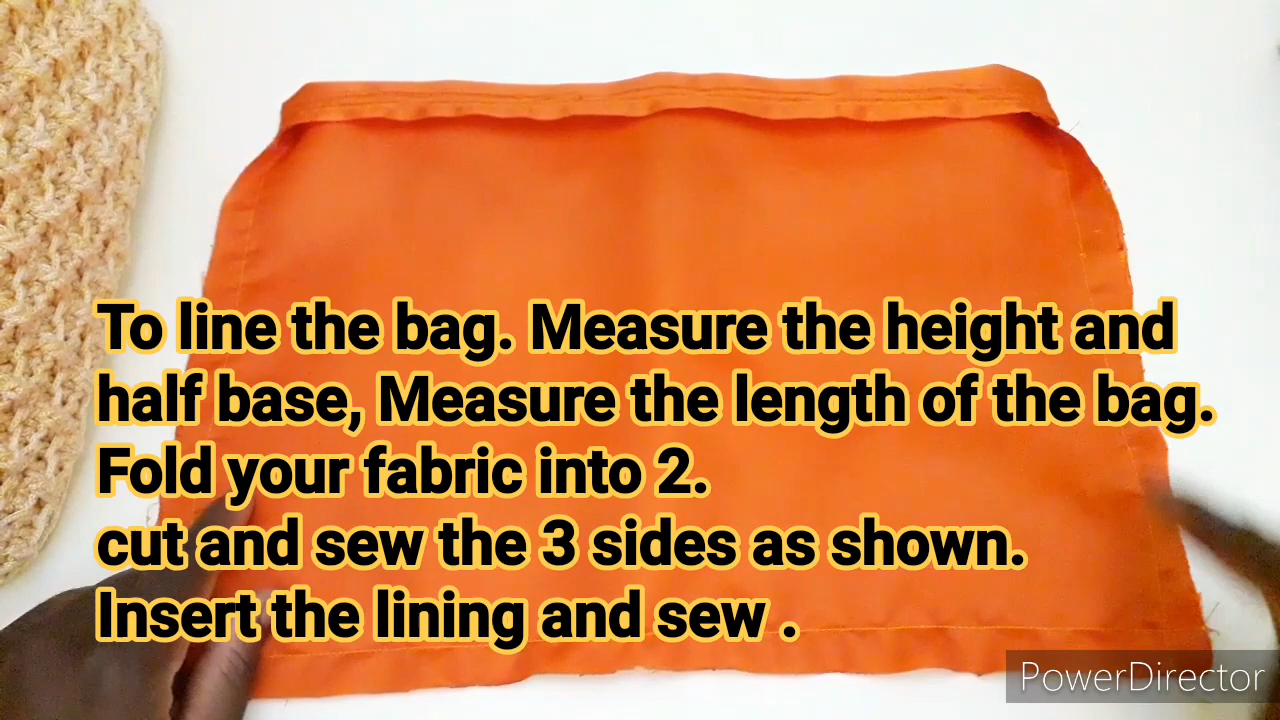 To line the bag. Measure the height and
half base, Measure the length of the bag.
Fold your fabric into 2.
cut and sew the 3 sides as shown.
Insert the lining and sew .
PowerDirector